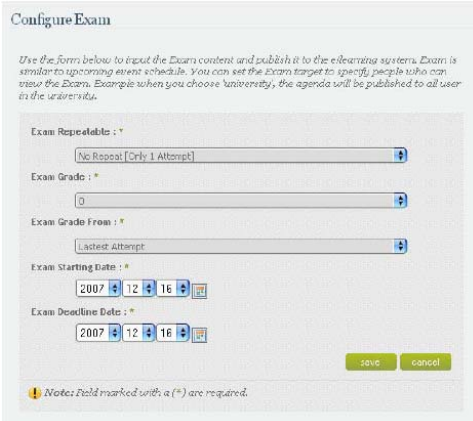 Configure Exam
Use the form below to input the Exam content and publish it to the elearning system. Exam is
similar to upcoming event schedule. You can set the Exam target to specify people who can
view the Exam. Example when you choose 'university', the agenda will be published to all user
in the university.
Exam Repeatable : *
No Repeat [Only 1 Attempt]
Exam Grade : *
0
Exam Grade From : *
Lastest Attempt
Exam Starting Date : *
2007 12 16
Exam Deadline Date : *
2007 12 16
save cancel
Note: Field marked with a (*) are required.